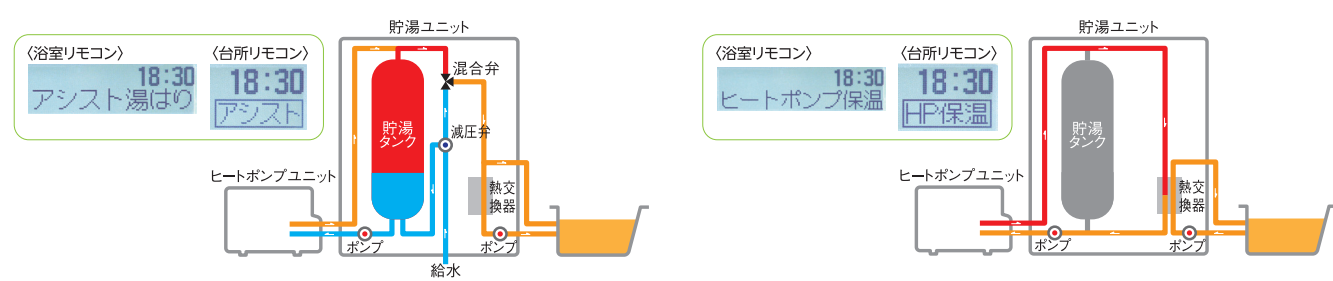 貯湯ユニット
〈浴室リモコン〉
18:30
アシスト湯はり
〈台所リモコン〉
18:30
アシスト
混合弁
減圧弁
貯湯
タンク
ヒートポンプユニット
熱交
換器
ポンプ
ポンプ
給水
貯湯ユニット
〈浴室リモコン〉
18:30
ヒートポンプ保温
〈台所リモコン〉
18:30
HP保温
貯湯
タンク
ヒートポンプユニット
熱交
換器
ポンプ
ポンプ